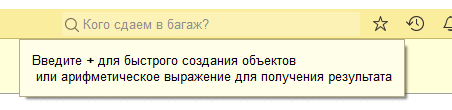 Кого сдаем в багаж?
Введите + для быстрого создания объектов
или арифметическое выражение для получения результата